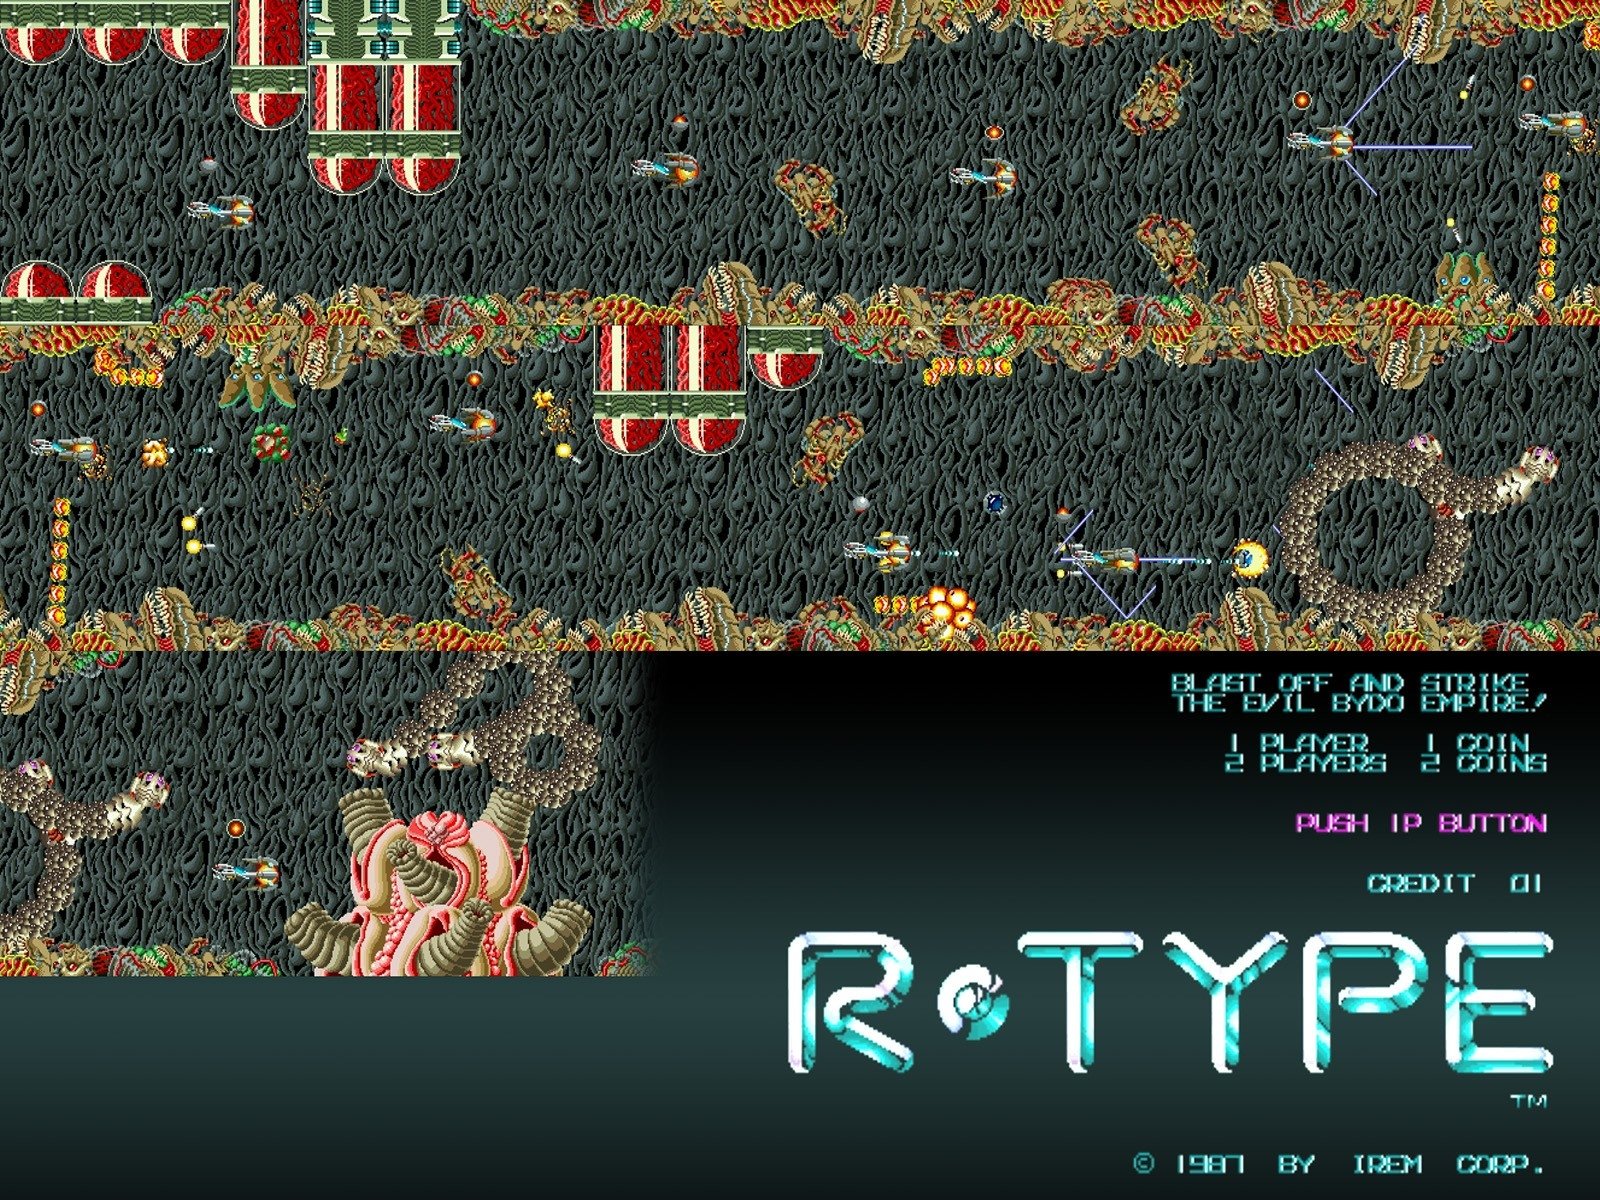 BLAST OFF AND STRIKE
THE EVIL BYDO EMPIRE!
1 PLAYER 1 COIN
2 PLAYERS 2 COINS
PUSH 1P BUTTON
CREDIT 01
R•TYPE
TM
© 1987 BY IREM CORP.